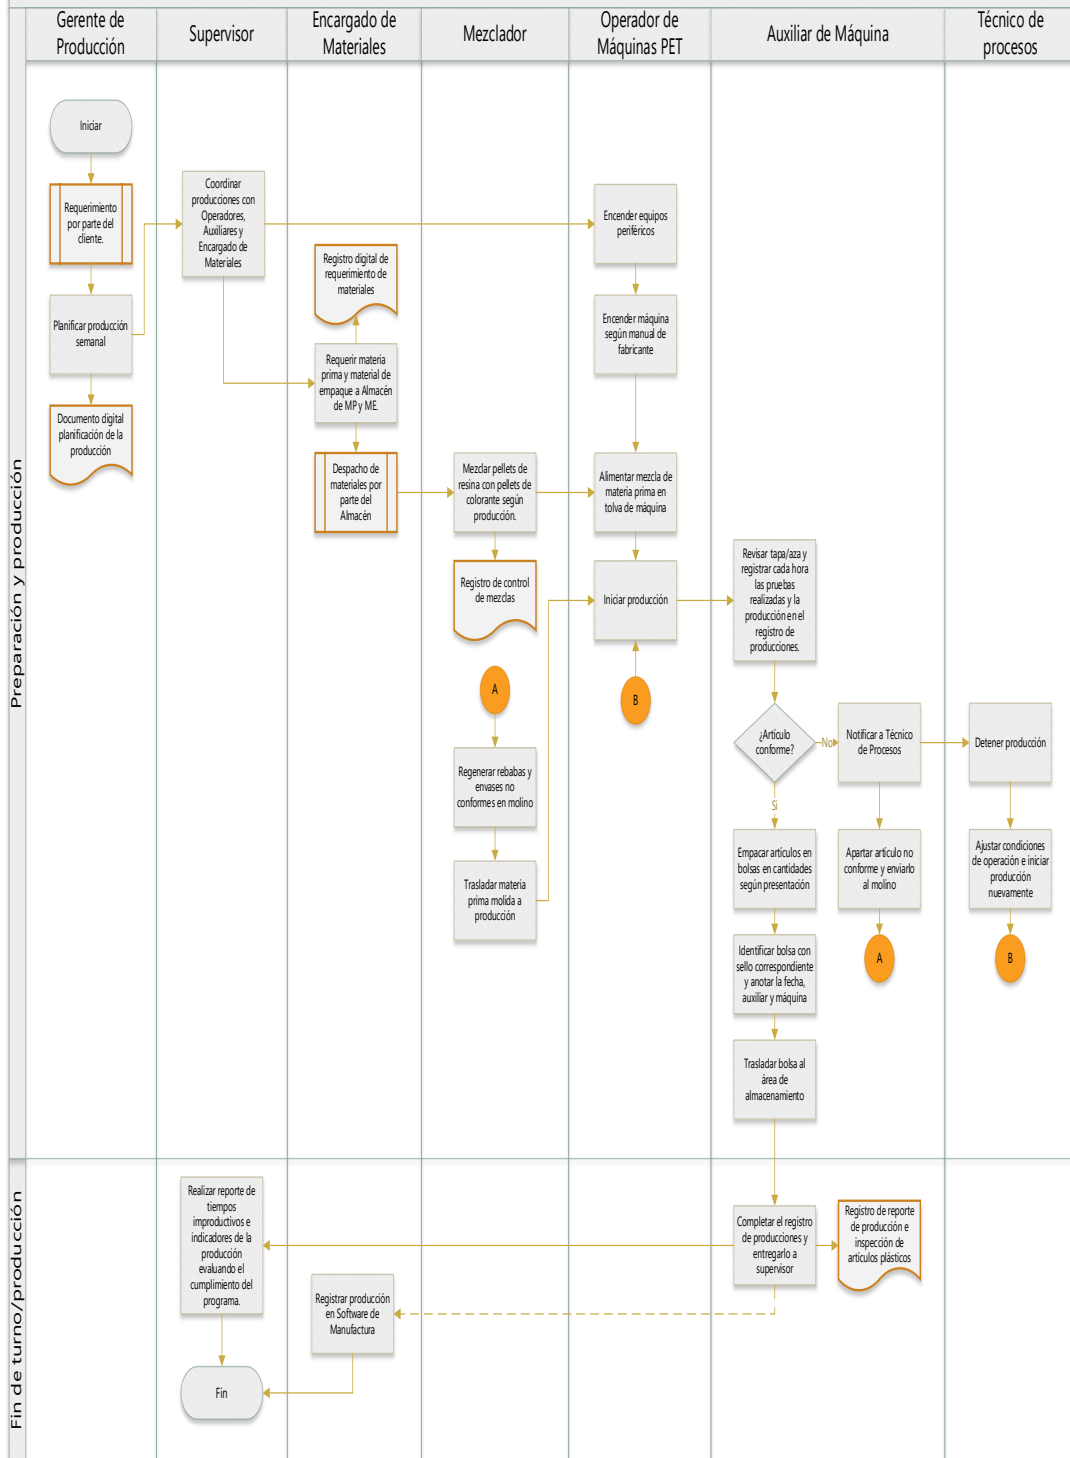 Gerente de
Producción
Supervisor
Encargado de
Materiales
Mezclador
Operador de
Máquinas PET
Auxiliar de Máquina
Técnico de
procesos
Preparación y producción
Iniciar
Requerimiento
por parte del
cliente.
Planificar producción
semanal
Documento digital
planificación de la
producción
Coordinar
producciones con
Operadores,
Auxiliares y
Encargado de
Materiales
Registro digital de
requerimiento de
materiales
Requerir materia
prima y material de
empaque a Almacén
de MP y ME.
Despacho de
materiales por
parte del
Almacén
Mezclar pellets de
resina con pellets de
colorante según
producción.
Registro de control
de mezclas
A
Regenerar rebabas y
envases no
conformes en molino
Trasladar materia
prima molida a
producción
Encender equipos
periféricos
Encender máquina
según manual de
fabricante
Alimentar mezcla de
materia prima en
tolva de máquina
Iniciar producción
B
Revisar tapa/aza y
registrar cada hora
las pruebas
realizadas y la
producción en el
registro de
producciones.
¿Artículo
conforme?
No
Si
Notificar a Técnico
de Procesos
Apartar artículo no
conforme y enviarlo
al molino
A
Detener producción
Ajustar condiciones
de operación e iniciar
producción
nuevamente
B
Empacar artículos en
bolsas en cantidades
según presentación
Identificar bolsa con
sello correspondiente
y anotar la fecha,
auxiliar y máquina
Trasladar bolsa al
área de
almacenamiento
Fin de turno/producción
Completar el registro
de producciones y
entregarlo a
supervisor
Registro de reporte
de producción e
inspección de
artículos plásticos
Realizar reporte de
tiempos
improductivos e
indicadores de la
producción
evaluando el
cumplimiento del
programa.
Registrar producción
en Software de
Manufactura
Fin